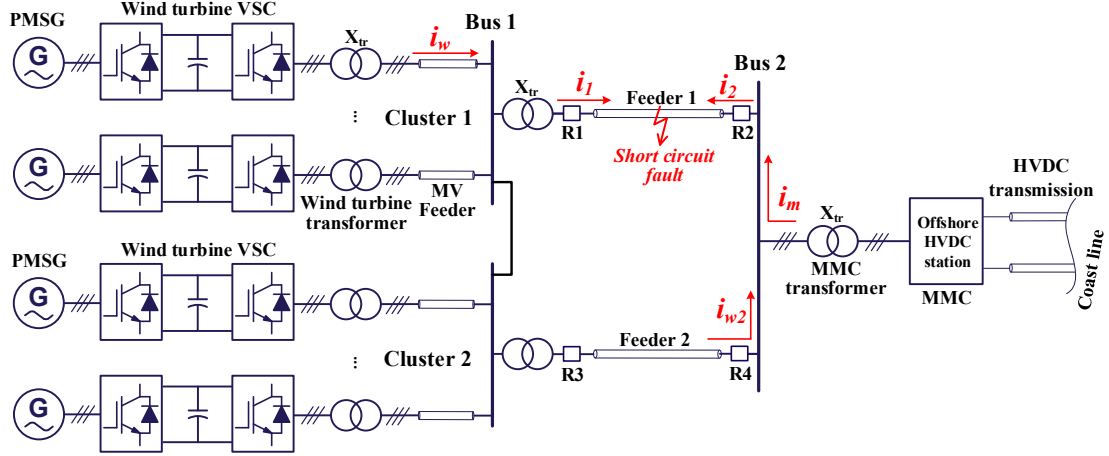 PMSG
Wind turbine VSC
G
X_tr
i_w
Bus 1
...
Cluster 1
X_tr
i_1
Feeder 1
i_2
Bus 2
R1
R2
Short circuit
fault
G
Wind turbine
transformer
MV
Feeder
i_m
X_tr
MMC
transformer
Offshore
HVDC
station
MMC
HVDC
transmission
Coast line
PMSG
Wind turbine VSC
G
...
Cluster 2
R3
Feeder 2
R4
i_w2
G